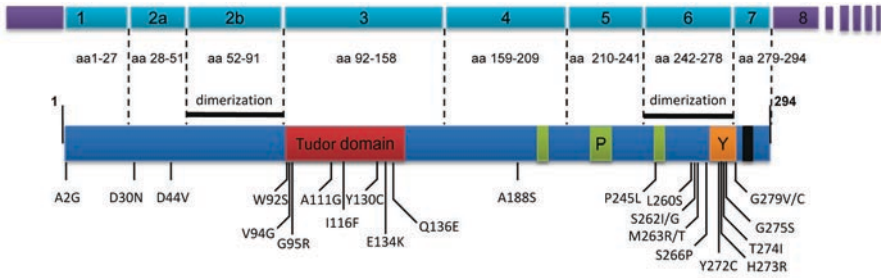 1 2a 2b 3 4 5 6 7 8
aa1-27 aa 28-51 aa 52-91 aa 92-158 aa 159-209 aa 210-241 aa 242-278 aa 279-294
1 dimerization dimerization 294
Tudor domain P Y
A2G D30N D44V W92S A111G Y130C A188S P245L L260S G279V/C
V94G I116F Q136E S262I/G G275S
G95R E134K M263R/T T274I
S266P H273R
Y272C